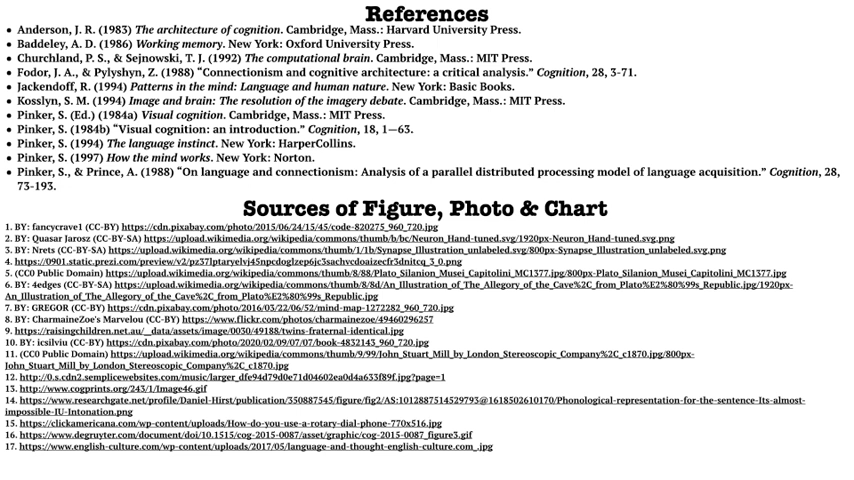 References
• Anderson, J. R. (1983) The architecture of cognition. Cambridge, Mass.: Harvard University Press.
• Baddeley, A. D. (1986) Working memory. New York: Oxford University Press.
• Churchland, P. S., & Sejnowski, T. J. (1992) The computational brain. Cambridge, Mass.: MIT Press.
• Fodor, J. A., & Pylyshyn, Z. (1988) “Connectionism and cognitive architecture: a critical analysis.” Cognition, 28, 3-71.
• Jackendoff, R. (1994) Patterns in the mind: Language and human nature. New York: Basic Books.
• Kosslyn, S. M. (1994) Image and brain: The resolution of the imagery debate. Cambridge, Mass.: MIT Press.
• Pinker, S. (Ed.) (1984a) Visual cognition. Cambridge, Mass.: MIT Press.
• Pinker, S. (1984b) “Visual cognition: an introduction.” Cognition, 18, 1—63.
• Pinker, S. (1994) The language instinct. New York: HarperCollins.
• Pinker, S. (1997) How the mind works. New York: Norton.
• Pinker, S., & Prince, A. (1988) “On language and connectionism: Analysis of a parallel distributed processing model of language acquisition.” Cognition, 28,
73-193.
Sources of Figure, Photo & Chart
1. BY: fancycrave1 (CC-BY) https://cdn.pixabay.com/photo/2015/06/24/15/45/code-820275_960_720.jpg
2. BY: Quasar Jarosz (CC-BY-SA) https://upload.wikimedia.org/wikipedia/commons/thumb/b/bc/Neuron_Hand-tuned.svg/1920px-Neuron_Hand-tuned.svg.png
3. BY: Nrets (CC-BY-SA) https://upload.wikimedia.org/wikipedia/commons/thumb/1/1b/Synapse_Illustration_unlabeled.svg/800px-Synapse_Illustration_unlabeled.svg.png
4. https://0901.static.prezi.com/preview/v2/pz37lptaryelvj45npcdoglzep6jc3sachvcdoaizecfr3dnitcq_3_0.png
5. (CC0 Public Domain) https://upload.wikimedia.org/wikipedia/commons/thumb/8/88/Plato_Silanion_Musei_Capitolini_MC1377.jpg/800px-Plato_Silanion_Musei_Capitolini_MC1377.jpg
6. BY: 4edges (CC-BY-SA) https://upload.wikimedia.org/wikipedia/commons/thumb/8/8d/An_Illustration_of_The_Allegory_of_the_Cave%2C_from_Plato%E2%80%99s_Republic.jpg/1920px-
An_Illustration_of_The_Allegory_of_the_Cave%2C_from_Plato%E2%80%99s_Republic.jpg
7. BY: GREGOR (CC-BY) https://cdn.pixabay.com/photo/2016/03/22/06/52/mind-map-1272282_960_720.jpg
8. BY: CharmaineZoe's Marvelou (CC-BY) https://www.flickr.com/photos/charmainezoe/49460296257
9. https://raisingchildren.net.au/__data/assets/image/0030/49188/twins-fraternal-identical.jpg
10. BY: icsilviu (CC-BY) https://cdn.pixabay.com/photo/2020/02/09/07/07/book-4832143_960_720.jpg
11. (CC0 Public Domain) https://upload.wikimedia.org/wikipedia/commons/thumb/9/99/John_Stuart_Mill_by_London_Stereoscopic_Company%2C_c1870.jpg/800px-
John_Stuart_Mill_by_London_Stereoscopic_Company%2C_c1870.jpg
12. http://0.s.cdn2.semplicewebsites.com/music/larger_dfe94d79d0e71d04602ea0d4a633f89f.jpg?page=1
13. http://www.cogprints.org/243/1/Image46.gif
14. https://www.researchgate.net/profile/Daniel-Hirst/publication/350887545/figure/fig2/AS:1012887514529793@1618502610170/Phonological-representation-for-the-sentence-Its-almost-
impossible-IU-Intonation.png
15. https://clickamericana.com/wp-content/uploads/How-do-you-use-a-rotary-dial-phone-770x516.jpg
16. https://www.degruyter.com/document/doi/10.1515/cog-2015-0087/asset/graphic/cog-2015-0087_figure3.gif
17. https://www.english-culture.com/wp-content/uploads/2017/05/language-and-thought-english-culture.com_.jpg